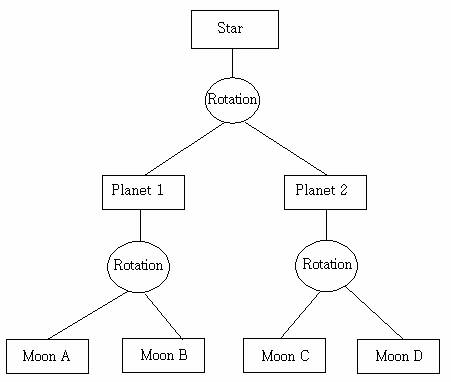 Star
Rotation
Planet 1
Planet 2
Rotation
Rotation
Moon A
Moon B
Moon C
Moon D